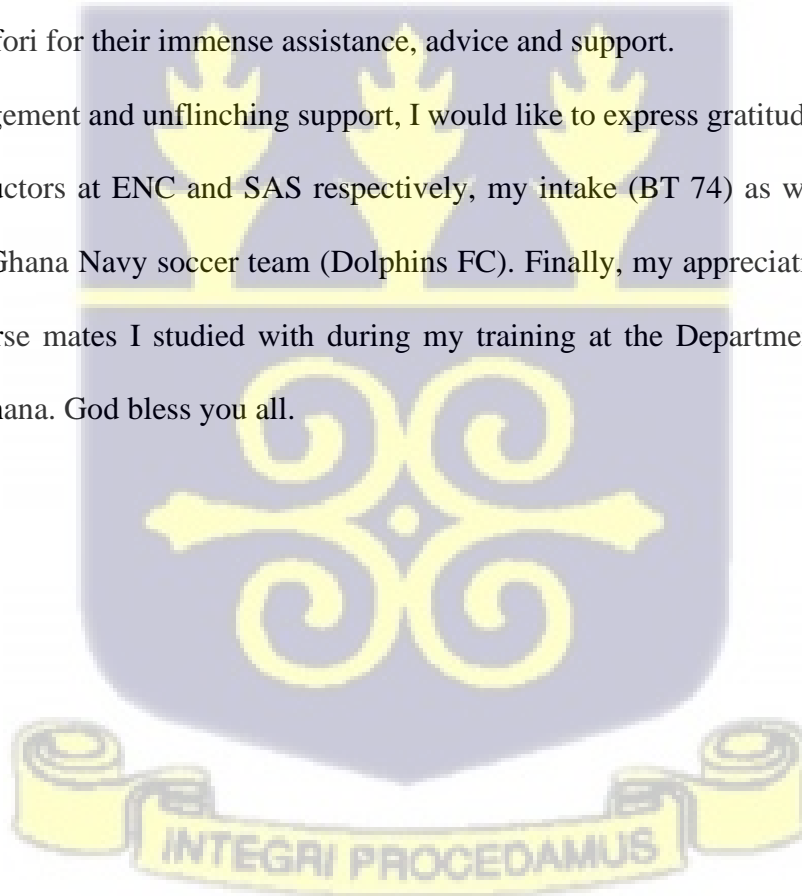 fori for their immense assistance, advice and support.
gement and unflinching support, I would like to express gratitud
uctors at ENC and SAS respectively, my intake (BT 74) as w
Ghana Navy soccer team (Dolphins FC). Finally, my appreciati
rse mates I studied with during my training at the Departme
hana. God bless you all.
INTEGRI PROCEDAMUS